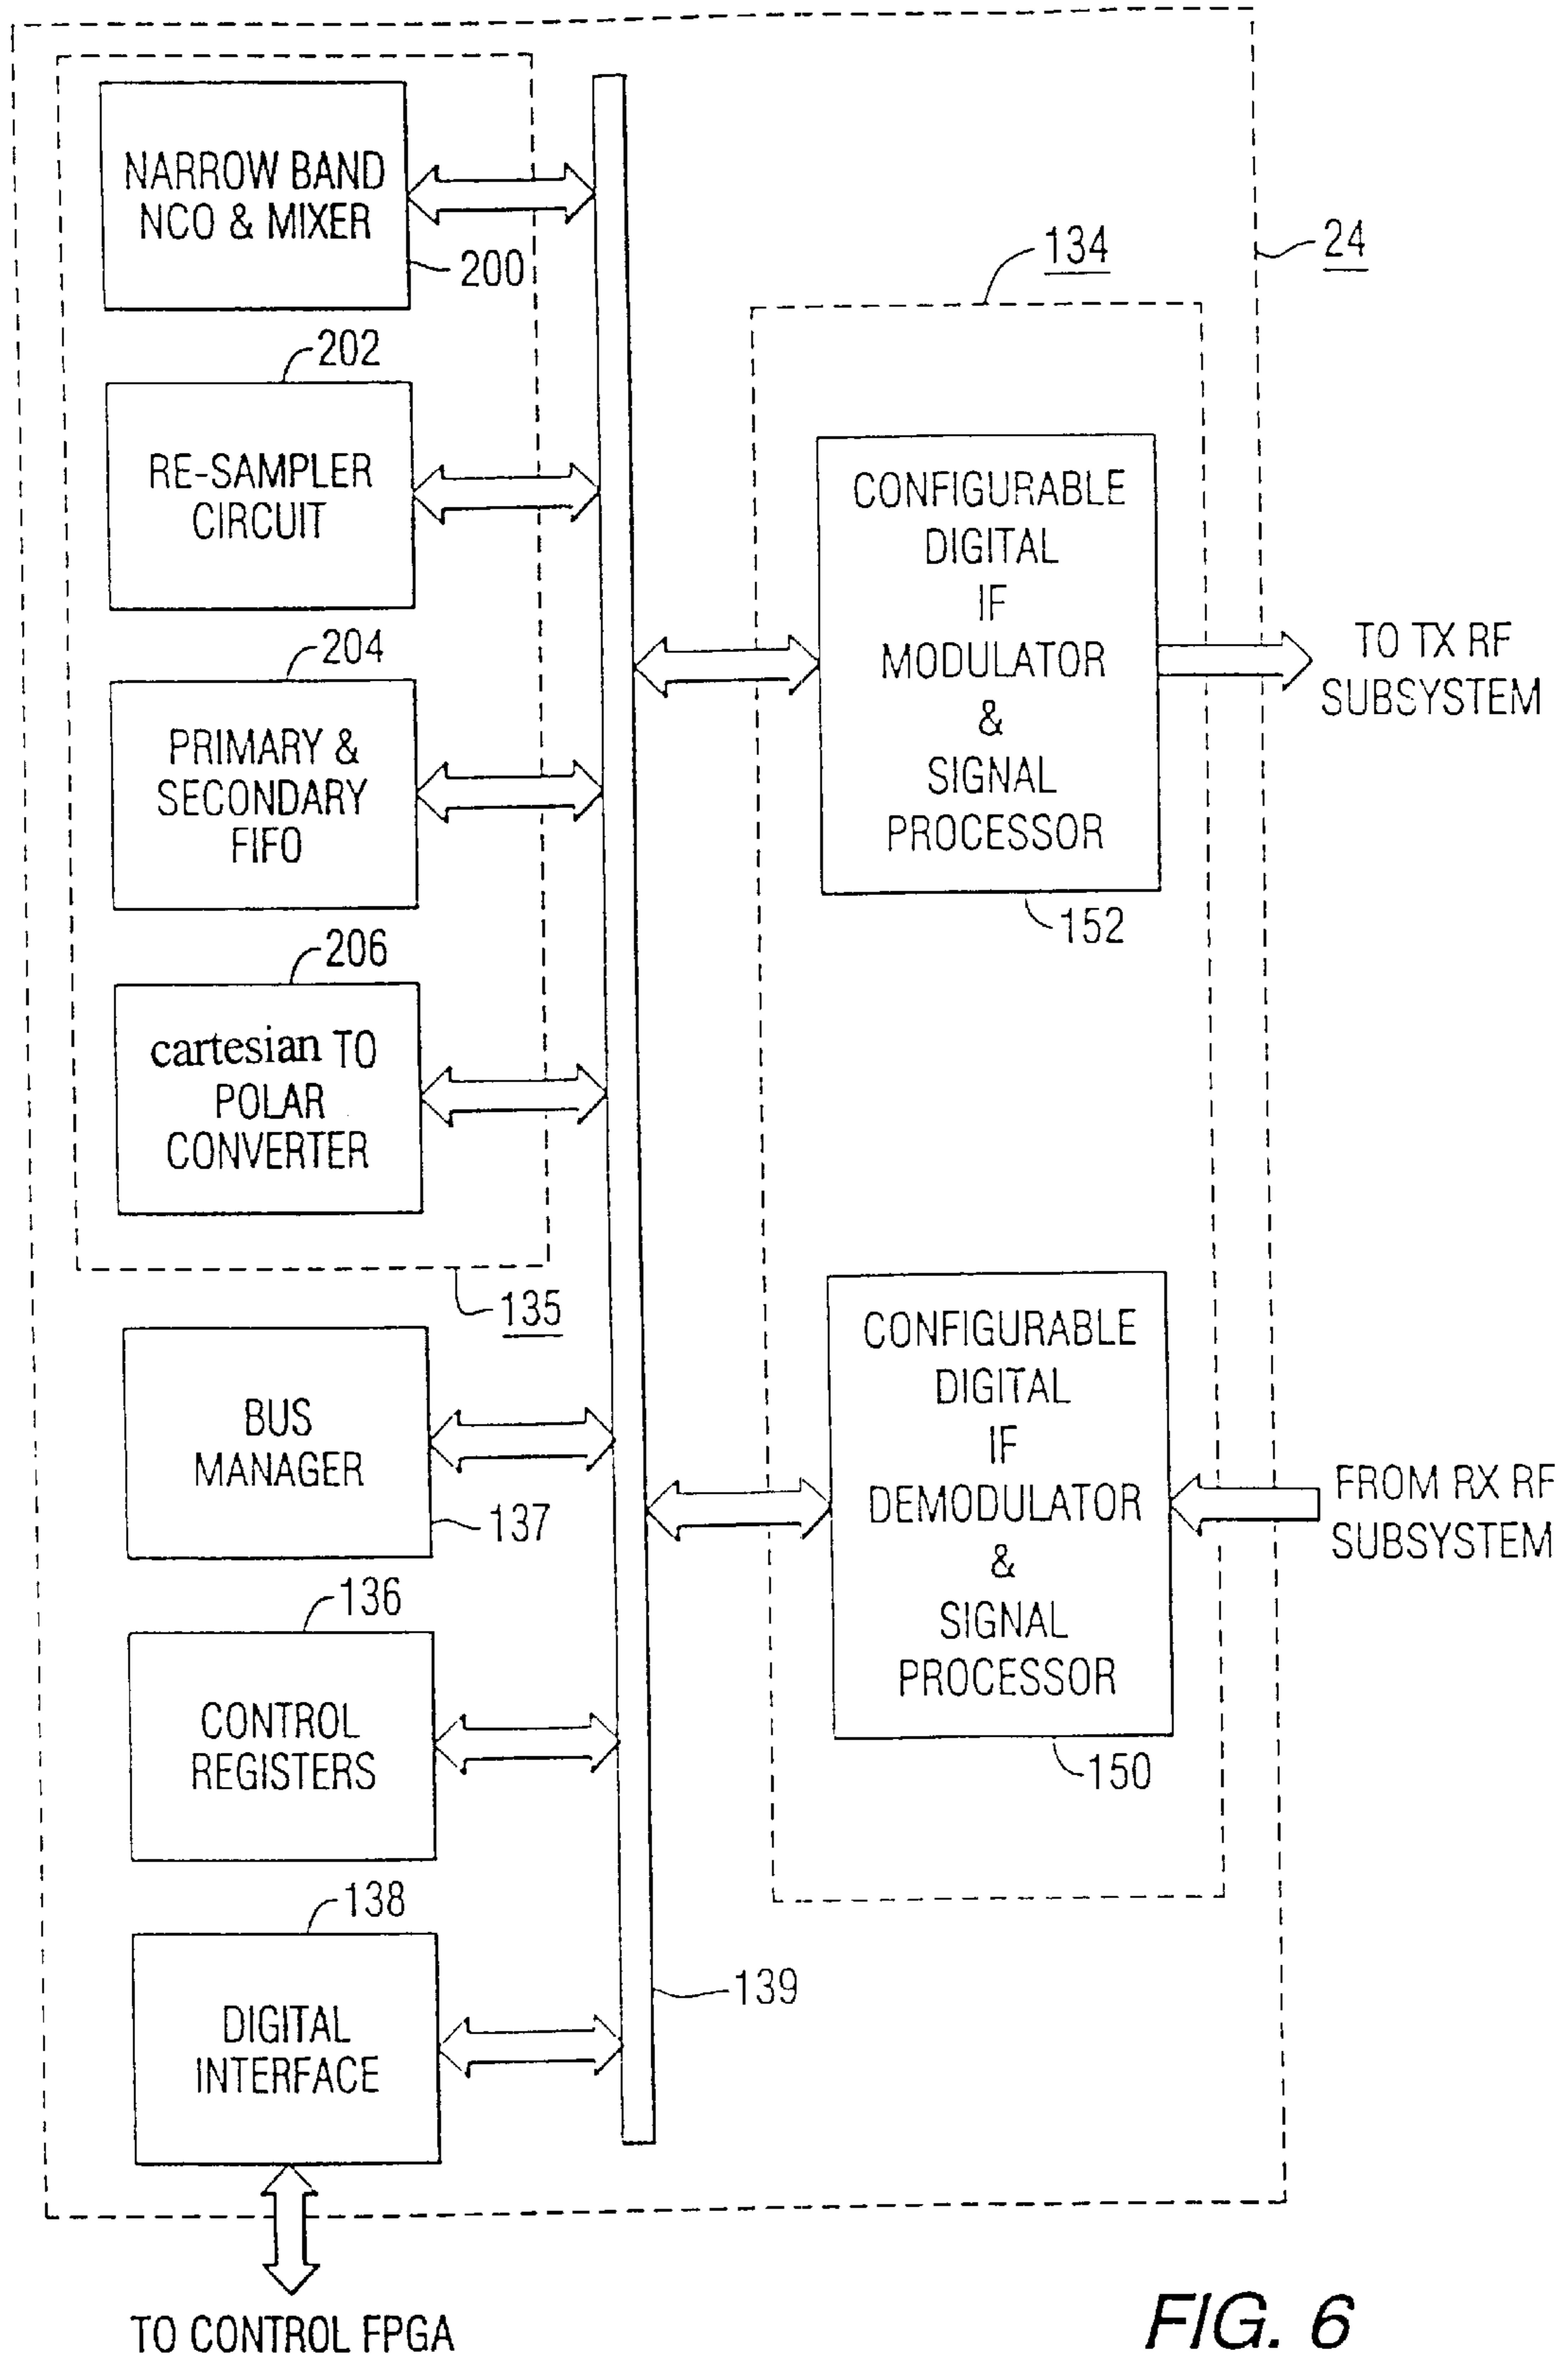 NARROW BAND
NCO & MIXER
200
202
RE-SAMPLER
CIRCUIT
204
PRIMARY &
SECONDARY
FIFO
206
cartesian TO
POLAR
CONVERTER
135
BUS
MANAGER
137
136
CONTROL
REGISTERS
138
DIGITAL
INTERFACE
139
TO CONTROL FPGA
134
24
CONFIGURABLE
DIGITAL
IF
MODULATOR
&
SIGNAL
PROCESSOR
152
TO TX RF
SUBSYSTEM
CONFIGURABLE
DIGITAL
IF
DEMODULATOR
&
SIGNAL
PROCESSOR
150
FROM RX RF
SUBSYSTEM
FIG. 6